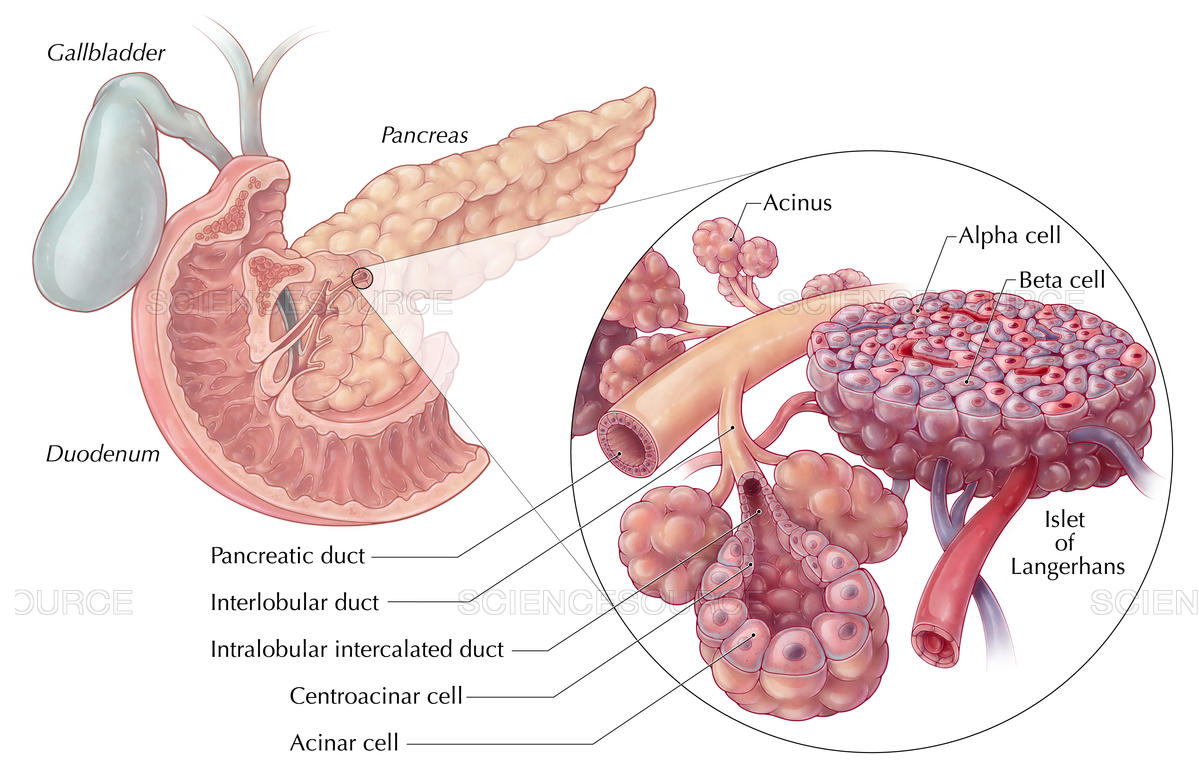 Gallbladder
Pancreas
Acinus
Alpha cell
Beta cell
SCIENCESOURCE
SCIENCESOURCE
Duodenum
Islet
of
Langerhans
Pancreatic duct
Interlobular duct
OURCE
SCIENCESOURCE
SCIEN
Intralobular intercalated duct
Centroacinar cell
Acinar cell